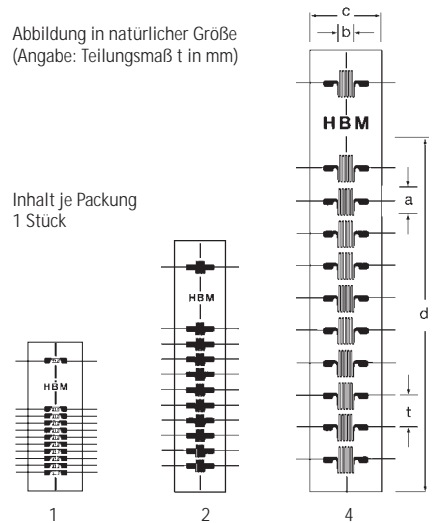 Abbildung in natürlicher Größe
(Angabe: Teilungsmaß t in mm)
c
b
HBM
a
Inhalt je Packung
1 Stück
d
HBM
HBM
t
1
2
4